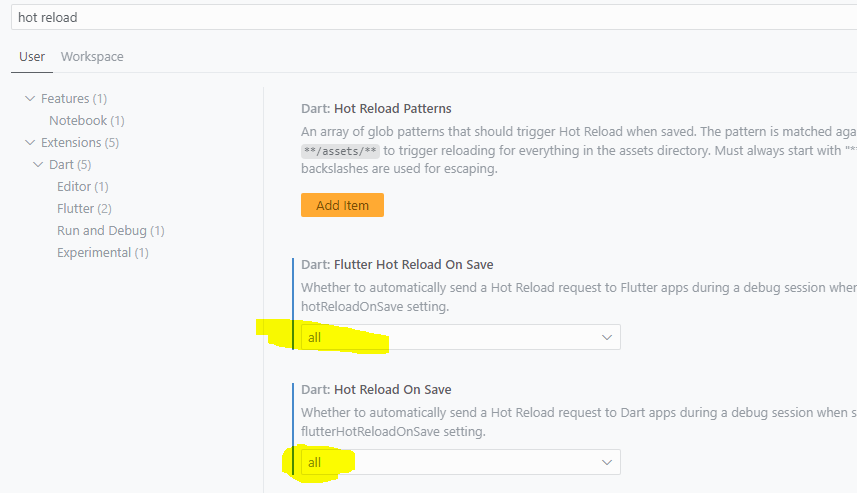 hot reload
User Workspace
Features (1)
Notebook (1)
Extensions (5)
Dart (5)
Editor (1)
Flutter (2)
Run and Debug (1)
Experimental (1)
Dart: Hot Reload Patterns
An array of glob patterns that should trigger Hot Reload when saved. The pattern is matched aga
**/assets/** to trigger reloading for everything in the assets directory. Must always start with "**
backslashes are used for escaping.
Add Item
Dart: Flutter Hot Reload On Save
Whether to automatically send a Hot Reload request to Flutter apps during a debug session when
hotReloadOnSave setting.
all
Dart: Hot Reload On Save
Whether to automatically send a Hot Reload request to Dart apps during a debug session when s
flutterHotReloadOnSave setting.
all